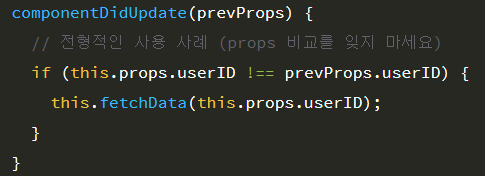 componentDidUpdate(prevProps) {
  // 전형적인 사용 사례 (props 비교를 잊지 마세요)
  if (this.props.userID !== prevProps.userID) {
    this.fetchData(this.props.userID);
  }
}